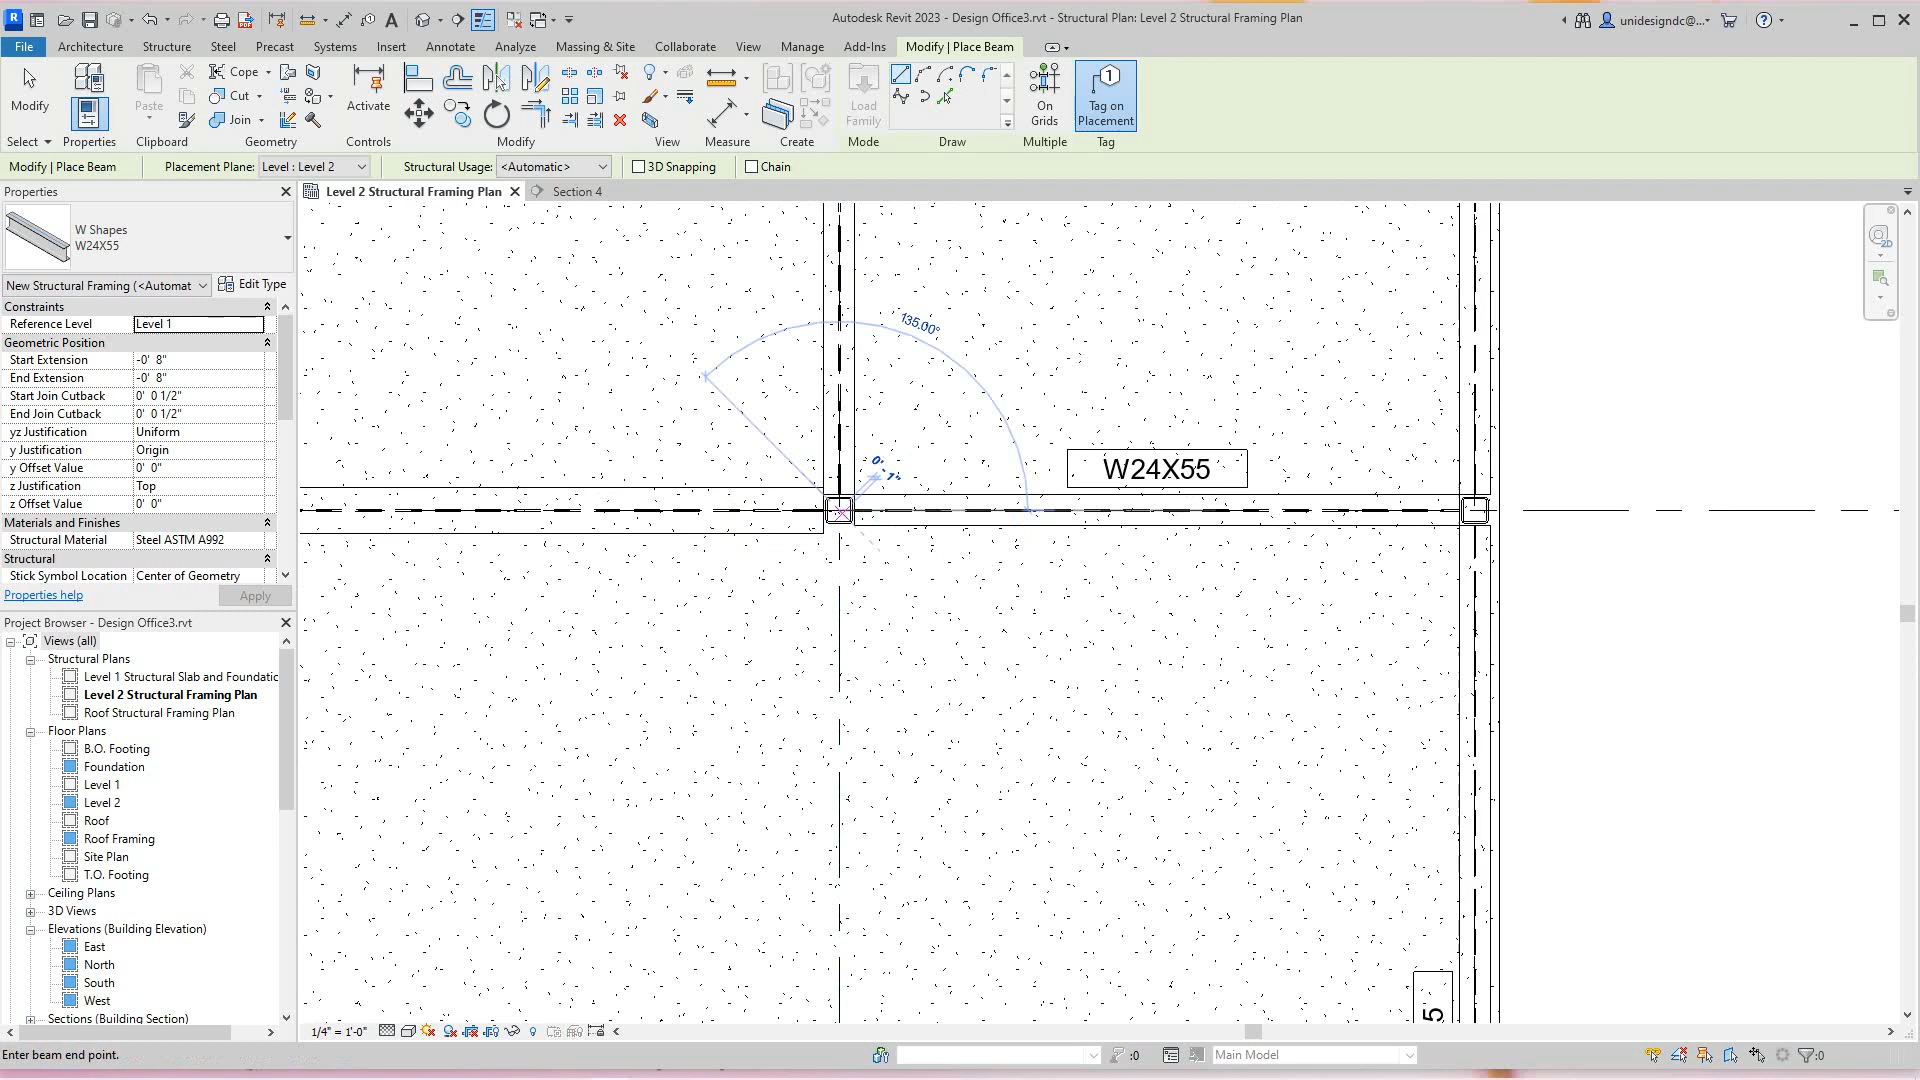 Autodesk Revit 2023 - Design Office3.rvt - Structural Plan: Level 2 Structural Framing Plan
unidesigndc@...
File Architecture Structure Steel Precast Systems Insert Annotate Analyze Massing & Site Collaborate View Manage Add-Ins Modify | Place Beam
Modify
Paste
Cope
Cut
Join
Activate
Load Family
On Grids
Tag on Placement
Select Properties Clipboard Geometry Controls Modify View Measure Create Mode Draw Multiple Tag
Modify | Place Beam Placement Plane: Level : Level 2 Structural Usage: <Automatic> 3D Snapping Chain
Properties
Level 2 Structural Framing Plan Section 4
W Shapes
W24X55
New Structural Framing (<Automat Edit Type
Constraints
Reference Level Level 1
Geometric Position
Start Extension -0' 8"
End Extension -0' 8"
Start Join Cutback 0' 0 1/2"
End Join Cutback 0' 0 1/2"
yz Justification Uniform
y Justification Origin
y Offset Value 0' 0"
z Justification Top
z Offset Value 0' 0"
Materials and Finishes
Structural Material Steel ASTM A992
Structural
Stick Symbol Location Center of Geometry
Properties help Apply
Project Browser - Design Office3.rvt
Views (all)
Structural Plans
Level 1 Structural Slab and Foundatic
Level 2 Structural Framing Plan
Roof Structural Framing Plan
Floor Plans
B.O. Footing
Foundation
Level 1
Level 2
Roof
Roof Framing
Site Plan
T.O. Footing
Ceiling Plans
3D Views
Elevations (Building Elevation)
East
North
South
West
Sections (Building Section)
135.00°
0' - 7"
W24X55
5
1/4" = 1'-0"
Enter beam end point.
:0
Main Model
:0